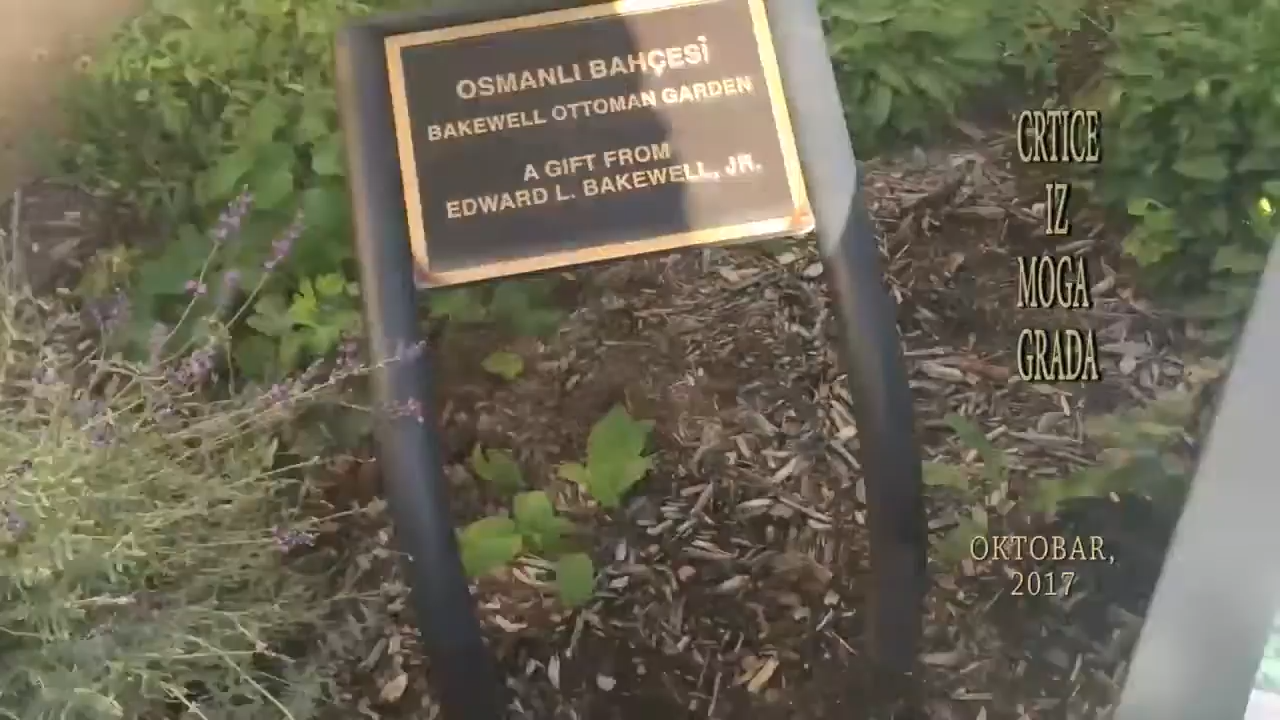 OSMANLI BAHÇESİ
BAKEWELL OTTOMAN GARDEN
A GIFT FROM
EDWARD L. BAKEWELL, JR.
CRTICE
IZ
MOGA
GRADA
OKTOBAR,
2017